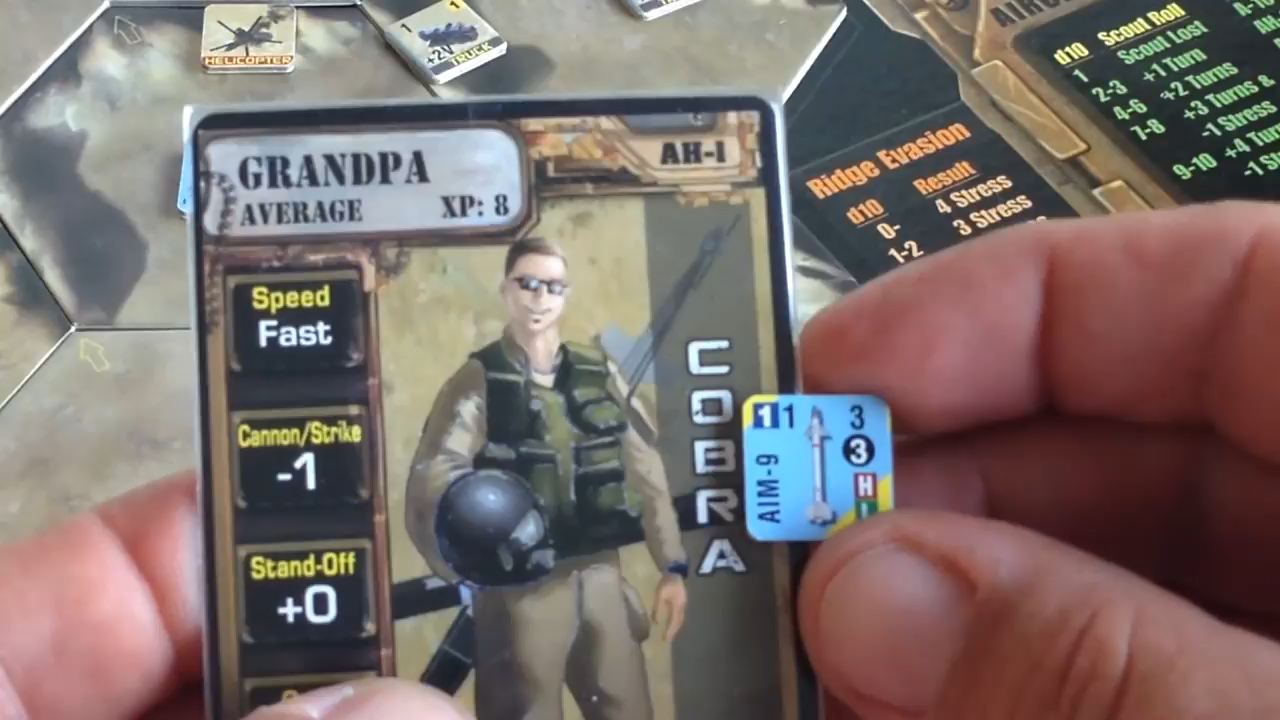 HELICOPTER
1
1
+2V
TRUCK
GRANDPA
AVERAGE XP: 8
AH-1
Speed
Fast
Cannon/Strike
-1
Stand-Off
+0
COBRA
1 1 3
3
AIM-9
H
Ridge Evasion
d10 Result
0- 4 Stress
1-2 3 Stress
d10 Scout Roll
1 Scout Lost
2-3 +1 Turn
4-6 +2 Turns
7-8 +3 Turns &
-1 Stress
9-10